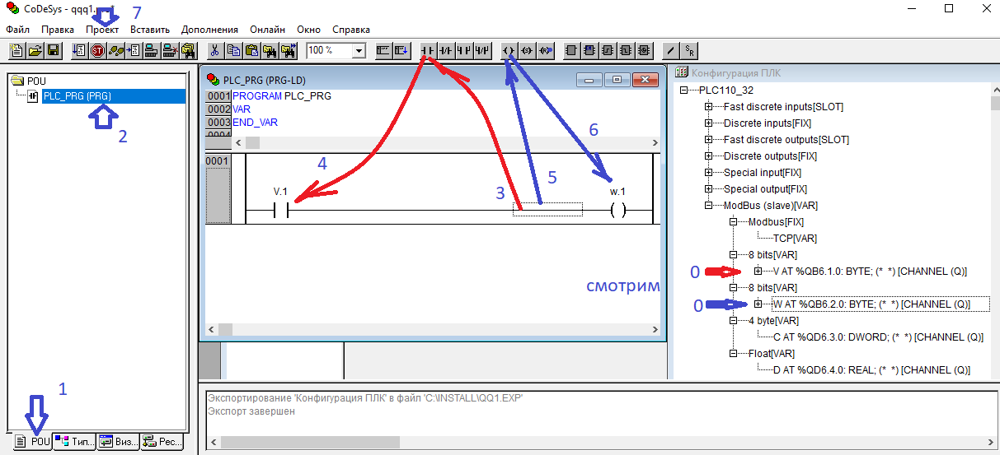 CoDeSys - qqq1.pro*
7
Файл Правка Проект Вставить Дополнения Онлайн Окно Справка
STOP
100 %
S R
POU
PLC_PRG (PRG)
2
PLC_PRG (PRG-LD)
0001 PROGRAM PLC_PRG
0002 VAR
0003 END_VAR
0004
0001
6
4
5
3
V.1
w.1
смотрим
Конфигурация ПЛК
PLC110_32
Fast discrete inputs[SLOT]
Discrete inputs[FIX]
Fast discrete outputs[SLOT]
Discrete outputs[FIX]
Special input[FIX]
Special output[FIX]
ModBus (slave)[VAR]
Modbus[FIX]
TCP[VAR]
8 bits[VAR]
0 V AT %QB6.1.0: BYTE; (* *) [CHANNEL (Q)]
8 bits[VAR]
0 W AT %QB6.2.0: BYTE; (* *) [CHANNEL (Q)]
4 byte[VAR]
C AT %QD6.3.0: DWORD; (* *) [CHANNEL (Q)]
Float[VAR]
D AT %QD6.4.0: REAL; (* *) [CHANNEL (Q)]
1
POU Тип... Виз... Рес...
Экспортирование 'Конфигурация ПЛК' в файл 'C:\INSTALL\QQ1.EXP'
Экспорт завершен